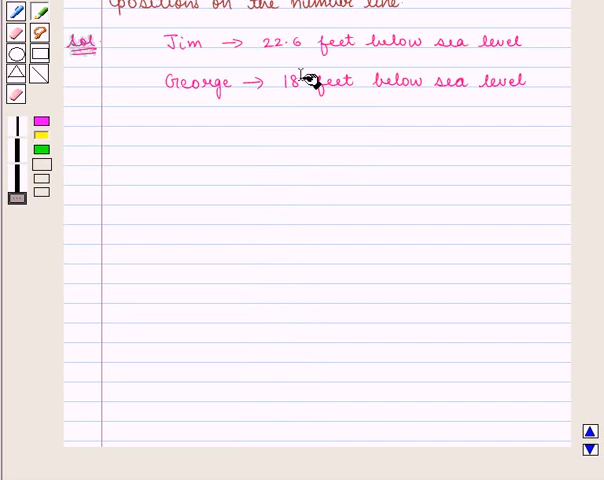 positions on the number line.
Sol. Jim → 22.6 feet below sea level
George → 18 feet below sea level